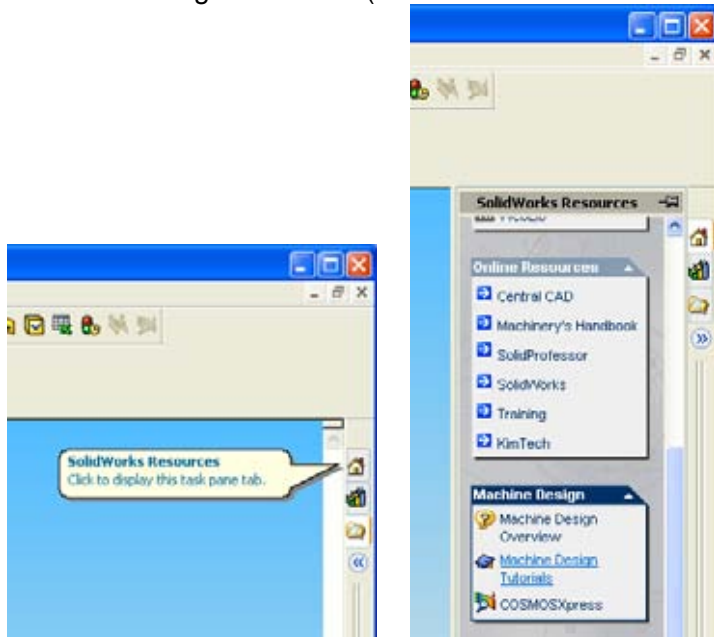 SolidWorks Resources
Click to display this task pane tab.
SolidWorks Resources
Online Resources
Central CAD
Machinery's Handbook
SolidProfessor
SolidWorks
Training
KimTech
Machine Design
Machine Design
Overview
Machine Design
Tutorials
COSMOSXpress